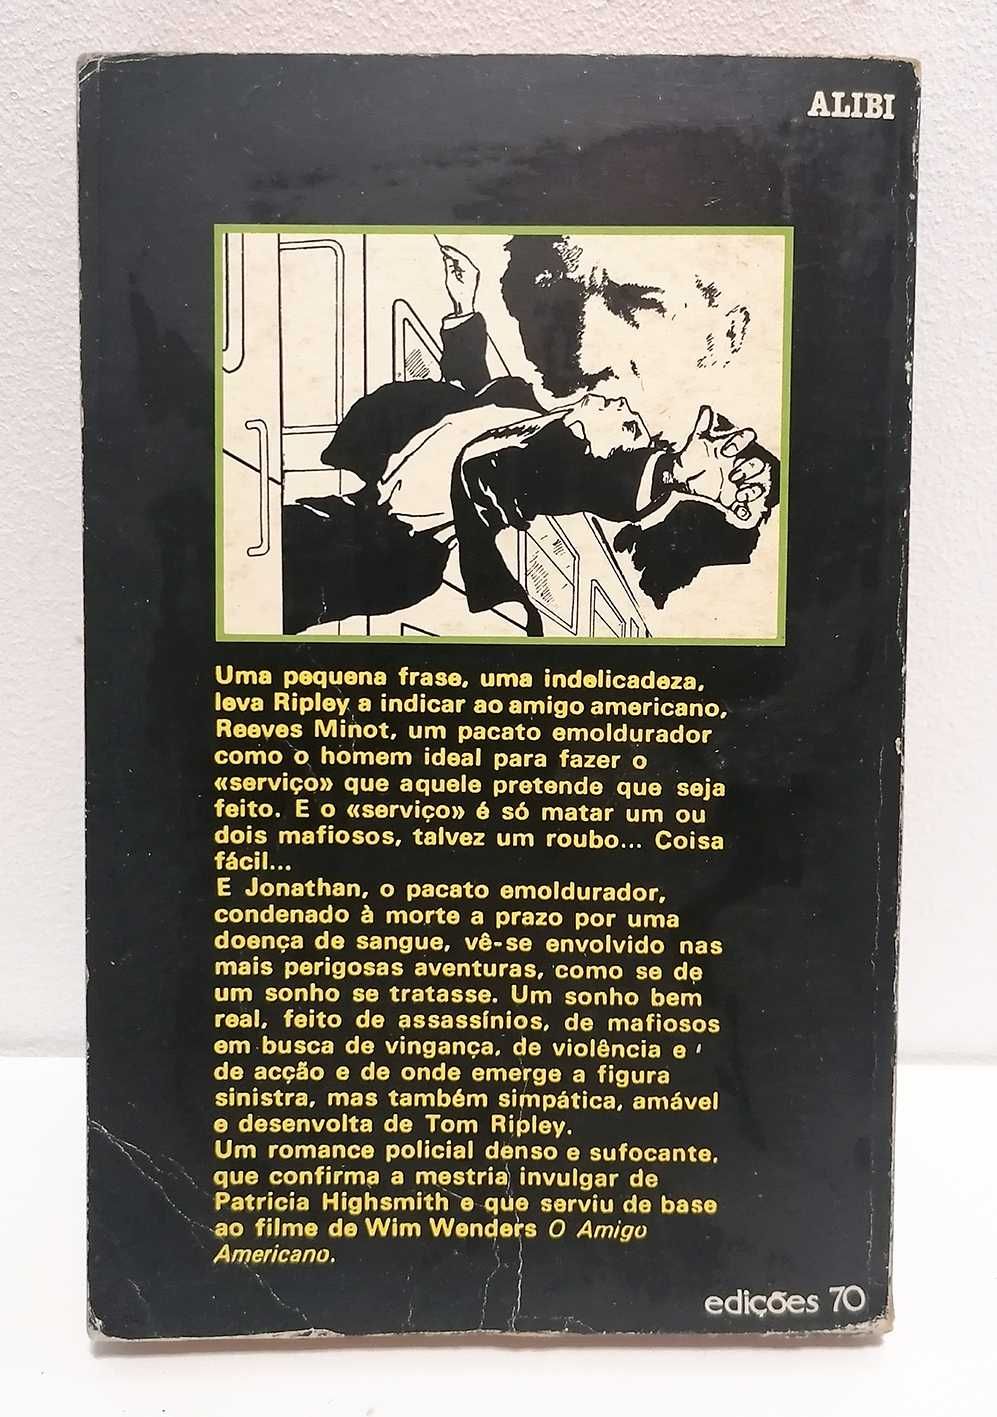 ALIBI
Uma pequena frase, uma indelicadeza,
leva Ripley a indicar ao amigo americano,
Reeves Minot, um pacato emoldurador
como o homem ideal para fazer o
«serviço» que aquele pretende que seja
feito. E o «serviço» é só matar um ou
dois mafiosos, talvez um roubo... Coisa
fácil...
E Jonathan, o pacato emoldurador,
condenado à morte a prazo por uma
doença de sangue, vê-se envolvido nas
mais perigosas aventuras, como se de
um sonho se tratasse. Um sonho bem
real, feito de assassínios, de mafiosos
em busca de vingança, de violência e
de acção e de onde emerge a figura
sinistra, mas também simpática, amável
e desenvolta de Tom Ripley.
Um romance policial denso e sufocante,
que confirma a mestria invulgar de
Patricia Highsmith e que serviu de base
ao filme de Wim Wenders O Amigo
Americano.
edições 70